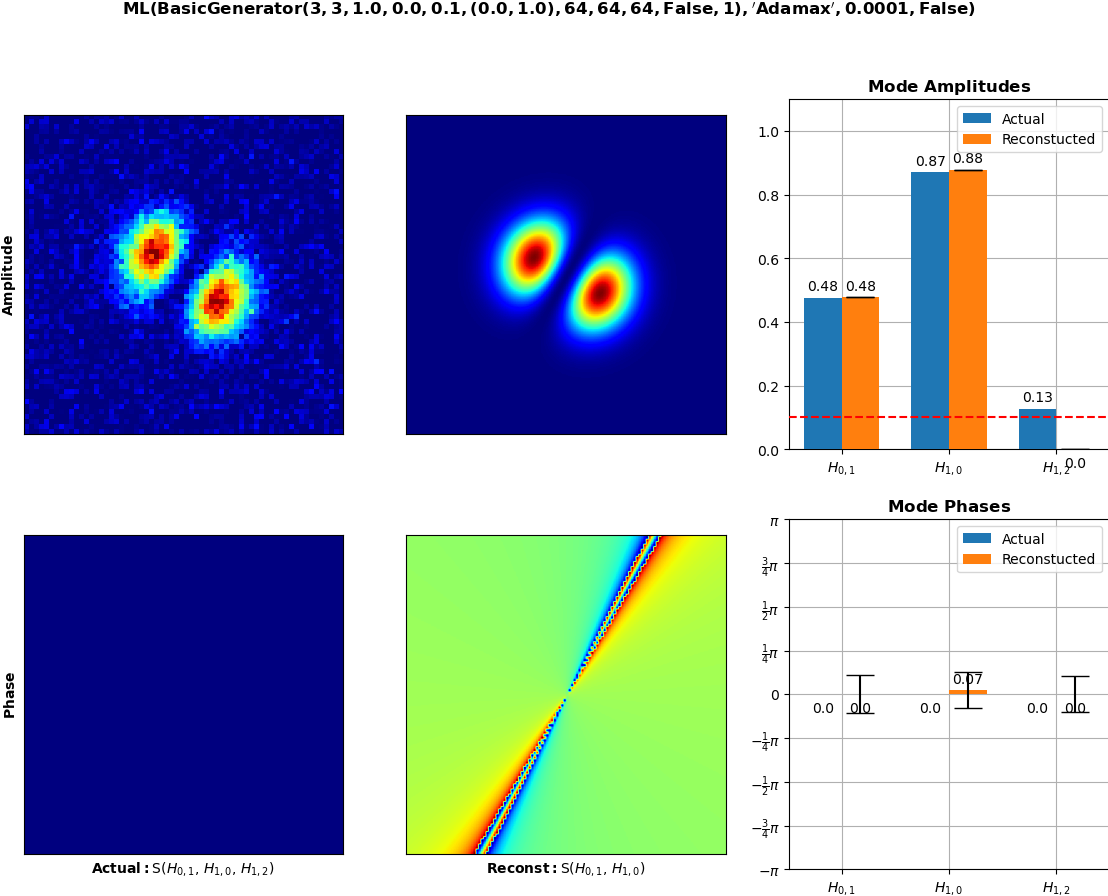 ML(BasicGenerator(3, 3, 1.0, 0.0, 0.1, (0.0, 1.0), 64, 64, 64, False, 1), ′Adamax′, 0.0001, False)
Amplitude
Mode Amplitudes
Actual
Reconstucted
1.0
0.8
0.6
0.4
0.2
0.0
0.48
0.48
0.87
0.88
0.13
0.0
H0, 1
H1, 0
H1, 2
Phase
Actual: S(H0, 1, H1, 0, H1, 2)
Reconst: S(H0, 1, H1, 0)
Mode Phases
Actual
Reconstucted
π
3/4π
1/2π
1/4π
0
−1/4π
−1/2π
−3/4π
−π
0.0
0.0
0.0
0.07
0.0
0.0
H0, 1
H1, 0
H1, 2